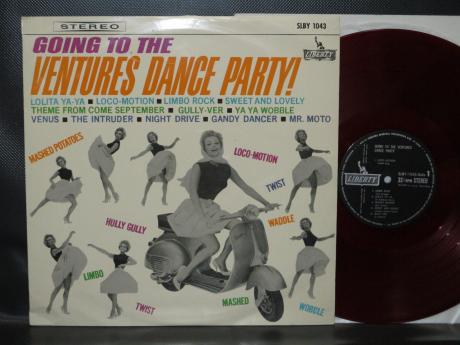 STEREO
SLBY 1043
LIBERTY
GOING TO THE
VENTURES DANCE PARTY!
LOLITA YA-YA ■ LOCO-MOTION ■ LIMBO ROCK ■ SWEET AND LOVELY
THEME FROM COME SEPTEMBER ■ GULLY-VER ■ YA YA WOBBLE
VENUS ■ THE INTRUDER ■ NIGHT DRIVE ■ GANDY DANCER ■ MR. MOTO
MASHED POTATOES
LOCO-MOTION
TWIST
WADDLE
HULLY GULLY
LIMBO
TWIST
MASHED
WOBBLE
GOING TO THE VENTURES
DANCE PARTY
LIBERTY
STEREO